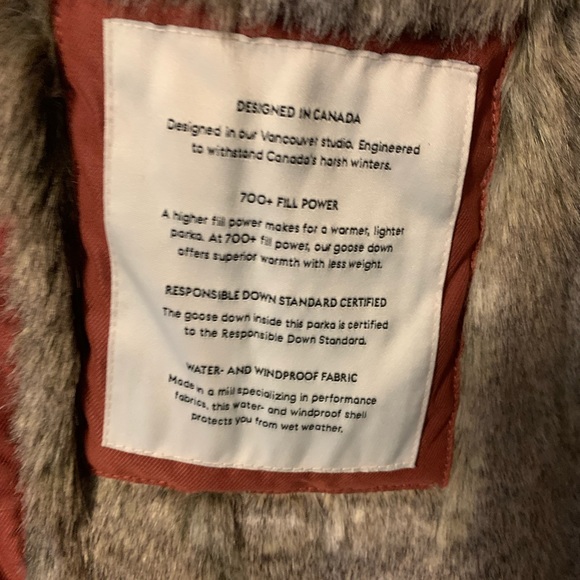 DESIGNED IN CANADA
Designed in our Vancouver studio. Engineered
to withstand Canada's harsh winters.
700+ FILL POWER
A higher fill power makes for a warmer, lighter
parka. At 700+ fill power, our goose down
offers superior warmth with less weight.
RESPONSIBLE DOWN STANDARD CERTIFIED
The goose down inside this parka is certified
to the Responsible Down Standard.
WATER- AND WINDPROOF FABRIC
Made in a mill specializing in performance
fabrics, this water- and windproof shell
protects you from wet weather.